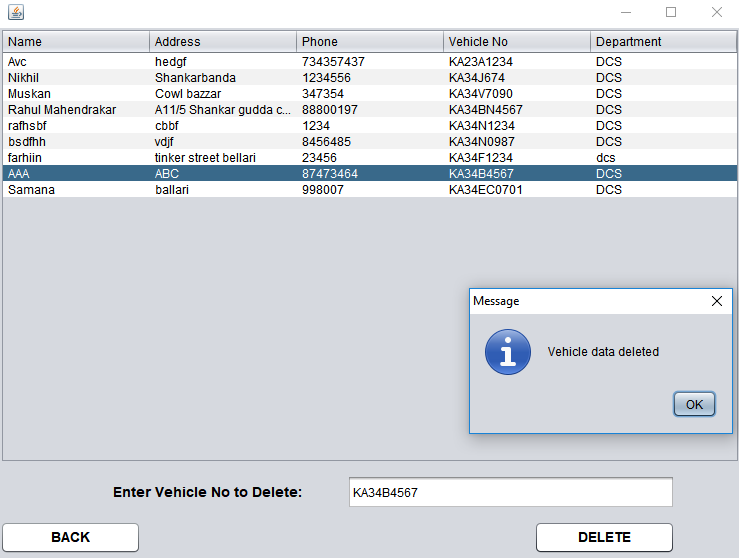 Name Address Phone Vehicle No Department
Avc hedgf 734357437 KA23A1234 DCS
Nikhil Shankarbanda 1234556 KA34J674 DCS
Muskan Cowl bazzar 347354 KA34V7090 DCS
Rahul Mahendrakar A11/5 Shankar gudda c... 88800197 KA34BN4567 DCS
rafhsbf cbbf 1234 KA34N1234 DCS
bsdfhh vdjf 8456485 KA34N0987 DCS
farhiin tinker street bellari 23456 KA34F1234 dcs
AAA ABC 87473464 KA34B4567 DCS
Samana ballari 998007 KA34EC0701 DCS
Message
Vehicle data deleted
OK
Enter Vehicle No to Delete: KA34B4567
BACK DELETE